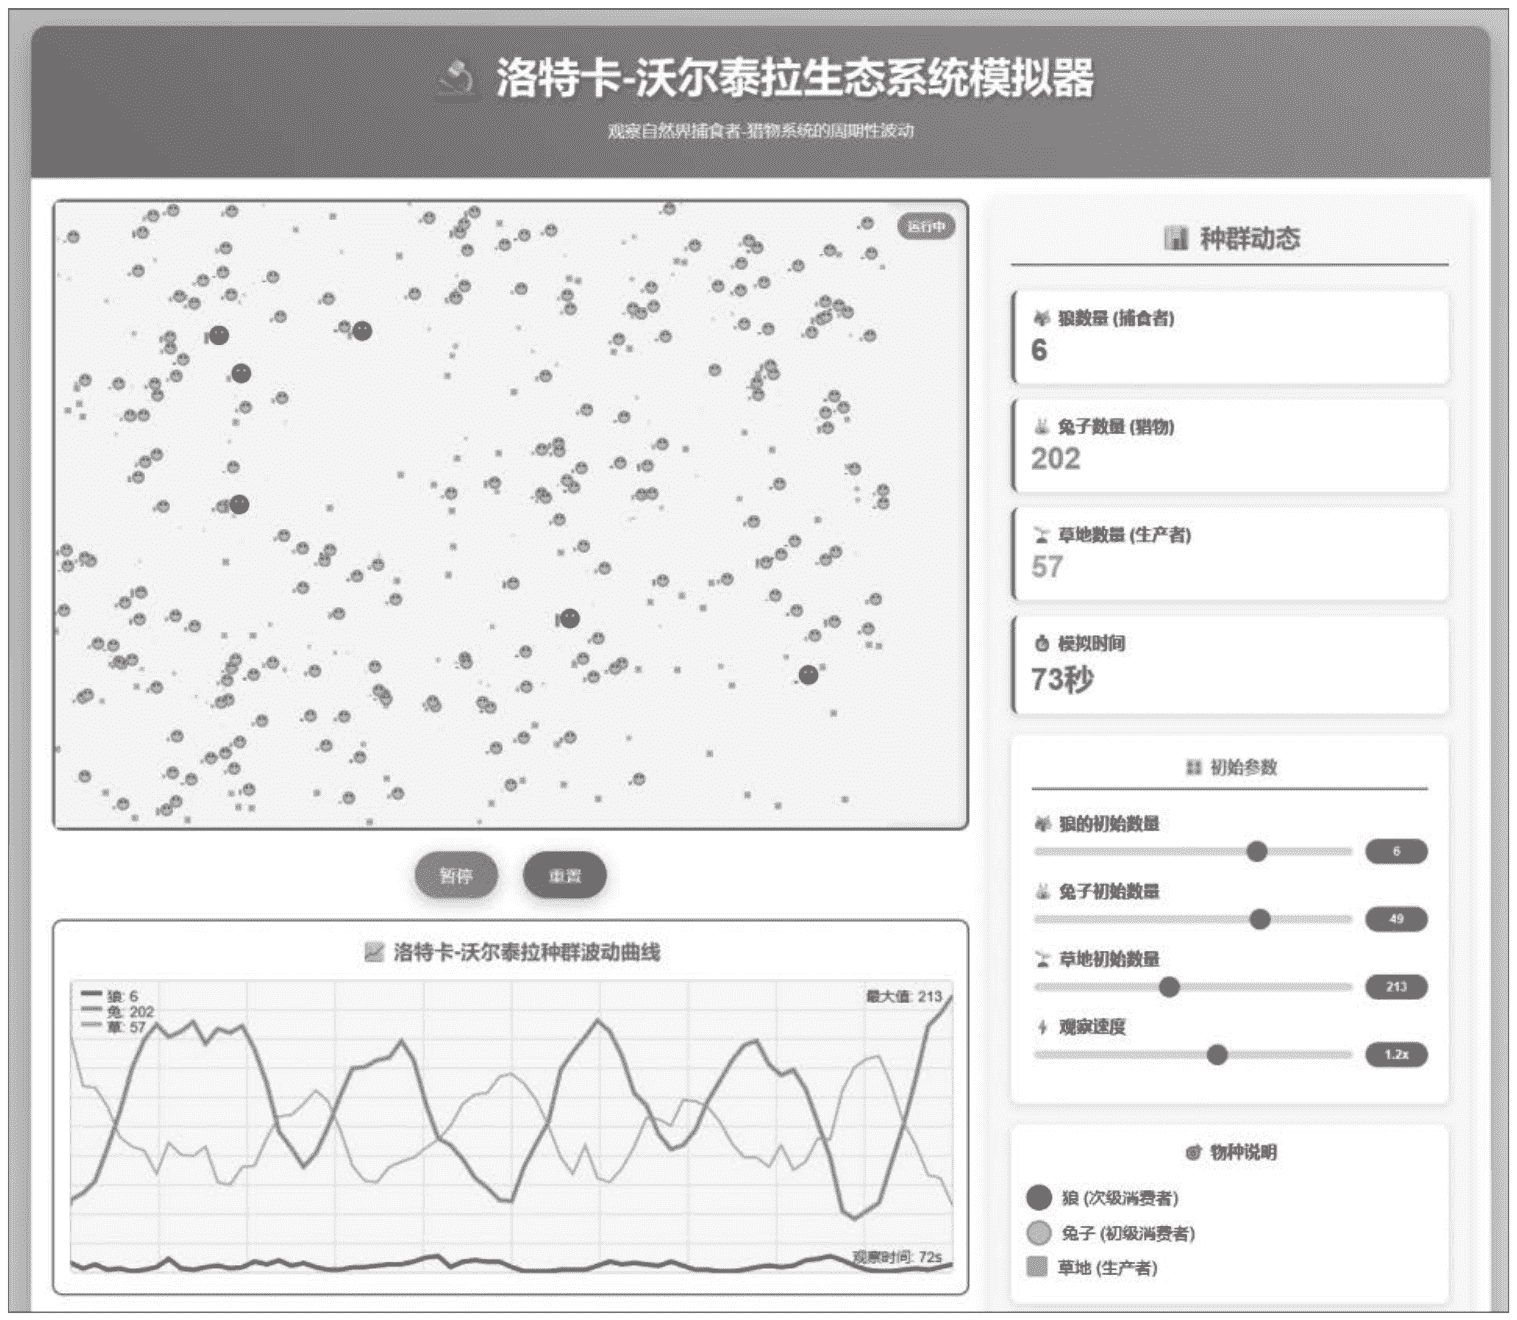 洛特卡-沃尔泰拉生态系统模拟器
观察自然界捕食者-猎物系统的周期性波动
运行中
暂停
重置
洛特卡-沃尔泰拉种群波动曲线
狼: 6
兔: 202
草: 57
最大值: 213
观察时间: 72s
种群动态
狼数量 (捕食者)
6
兔子数量 (猎物)
202
草地数量 (生产者)
57
模拟时间
73秒
初始参数
狼的初始数量
6
兔子初始数量
49
草地初始数量
213
观察速度
1.2x
物种说明
狼 (次级消费者)
兔子 (初级消费者)
草地 (生产者)